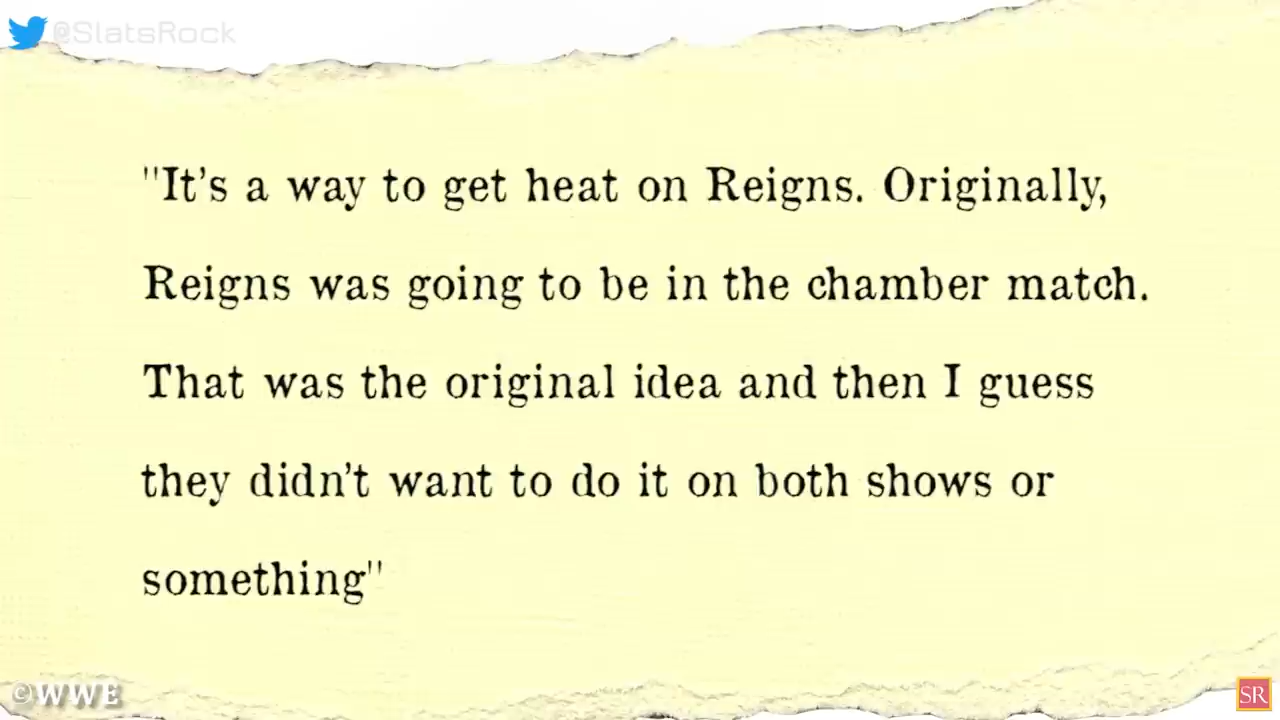 @SlatsRock
"It's a way to get heat on Reigns. Originally,
Reigns was going to be in the chamber match.
That was the original idea and then I guess
they didn't want to do it on both shows or
something"
©WWE
SR